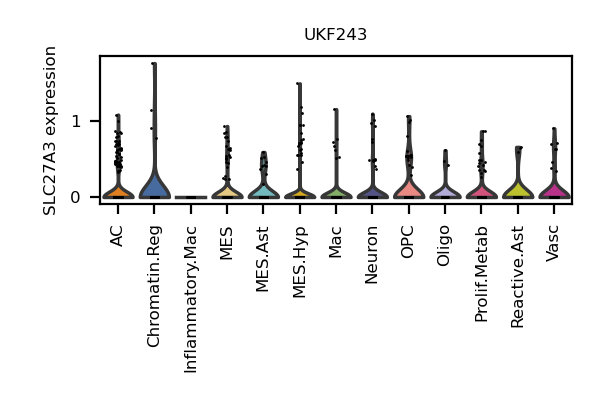 UKF243
SLC27A3 expression
1
0
AC
Chromatin.Reg
Inflammatory.Mac
MES
MES.Ast
MES.Hyp
Mac
Neuron
OPC
Oligo
Prolif.Metab
Reactive.Ast
Vasc